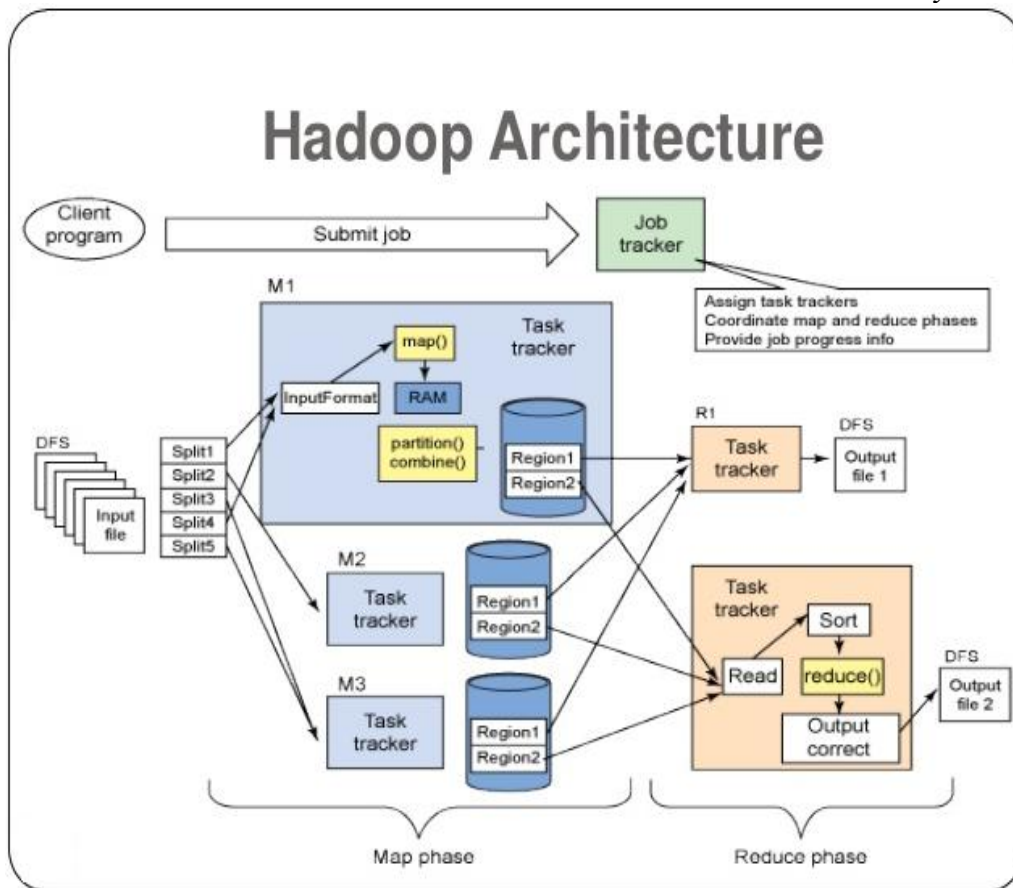 Hadoop Architecture
Client
program
Submit job
Job
tracker
Assign task trackers
Coordinate map and reduce phases
Provide job progress info
M1
Task
tracker
map()
InputFormat
RAM
partition()
combine()
Region1
Region2
DFS
Input
file
Split1
Split2
Split3
Split4
Split5
M2
Task
tracker
Region1
Region2
M3
Task
tracker
Region1
Region2
R1
Task
tracker
DFS
Output
file 1
Task
tracker
Sort
Read
reduce()
Output
correct
DFS
Output
file 2
Map phase
Reduce phase